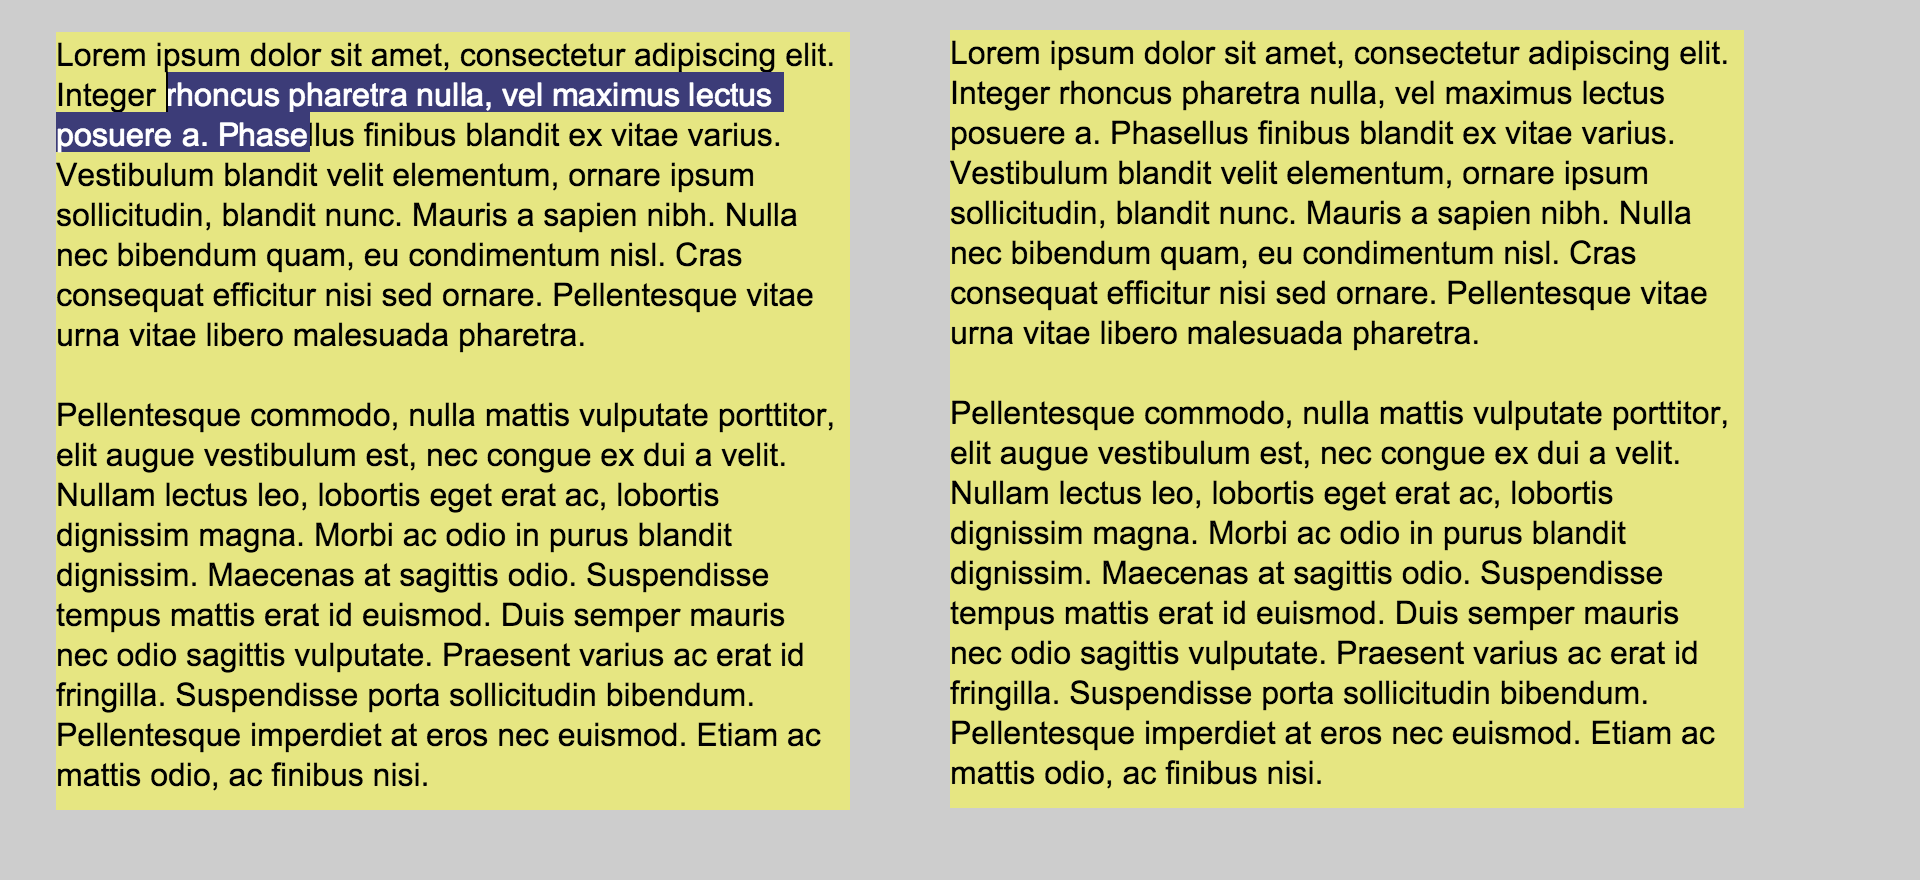 Lorem ipsum dolor sit amet, consectetur adipiscing elit.
Integer rhoncus pharetra nulla, vel maximus lectus
posuere a. Phasellus finibus blandit ex vitae varius.
Vestibulum blandit velit elementum, ornare ipsum
sollicitudin, blandit nunc. Mauris a sapien nibh. Nulla
nec bibendum quam, eu condimentum nisl. Cras
consequat efficitur nisi sed ornare. Pellentesque vitae
urna vitae libero malesuada pharetra.

Pellentesque commodo, nulla mattis vulputate porttitor,
elit augue vestibulum est, nec congue ex dui a velit.
Nullam lectus leo, lobortis eget erat ac, lobortis
dignissim magna. Morbi ac odio in purus blandit
dignissim. Maecenas at sagittis odio. Suspendisse
tempus mattis erat id euismod. Duis semper mauris
nec odio sagittis vulputate. Praesent varius ac erat id
fringilla. Suspendisse porta sollicitudin bibendum.
Pellentesque imperdiet at eros nec euismod. Etiam ac
mattis odio, ac finibus nisi.

Lorem ipsum dolor sit amet, consectetur adipiscing elit.
Integer rhoncus pharetra nulla, vel maximus lectus
posuere a. Phasellus finibus blandit ex vitae varius.
Vestibulum blandit velit elementum, ornare ipsum
sollicitudin, blandit nunc. Mauris a sapien nibh. Nulla
nec bibendum quam, eu condimentum nisl. Cras
consequat efficitur nisi sed ornare. Pellentesque vitae
urna vitae libero malesuada pharetra.

Pellentesque commodo, nulla mattis vulputate porttitor,
elit augue vestibulum est, nec congue ex dui a velit.
Nullam lectus leo, lobortis eget erat ac, lobortis
dignissim magna. Morbi ac odio in purus blandit
dignissim. Maecenas at sagittis odio. Suspendisse
tempus mattis erat id euismod. Duis semper mauris
nec odio sagittis vulputate. Praesent varius ac erat id
fringilla. Suspendisse porta sollicitudin bibendum.
Pellentesque imperdiet at eros nec euismod. Etiam ac
mattis odio, ac finibus nisi.